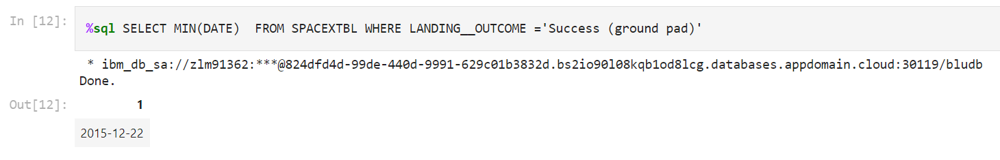 In [12]: %sql SELECT MIN(DATE)  FROM SPACEXTBL WHERE LANDING__OUTCOME ='Success (ground pad)'
* ibm_db_sa://zlm91362:***@824dfd4d-99de-440d-9991-629c01b3832d.bs2io90l08kqb1od8lcg.databases.appdomain.cloud:30119/bludb
Done.
Out[12]: 1
2015-12-22